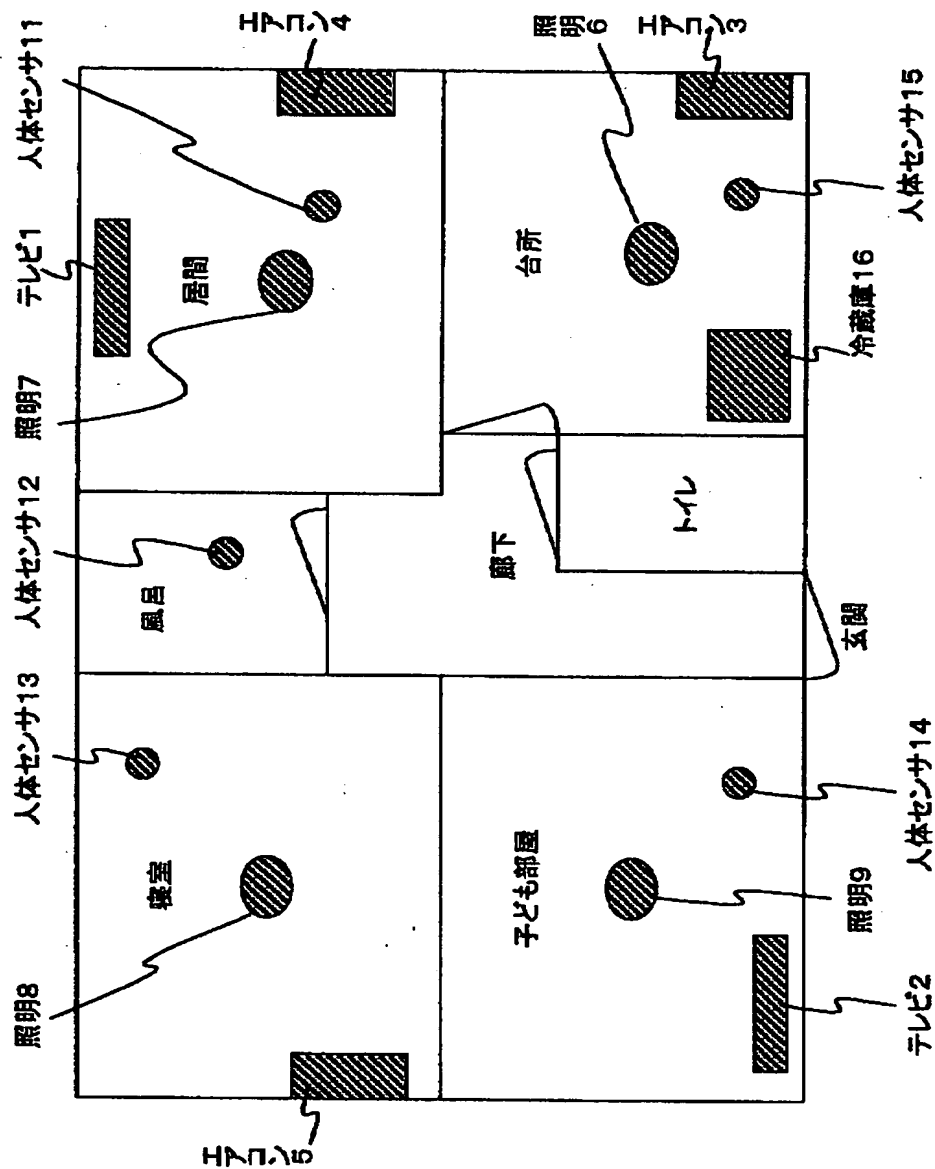 照明8
人体センサ13
人体センサ12
照明7
テレビ1
人体センサ11
寝室
風呂
居間
エアコン
5
エアコン
4
子ども部屋
廊下
台所
照明
6
エアコン
3
トイレ
照明9
玄関
冷蔵庫16
テレビ2
人体センサ14
人体センサ15